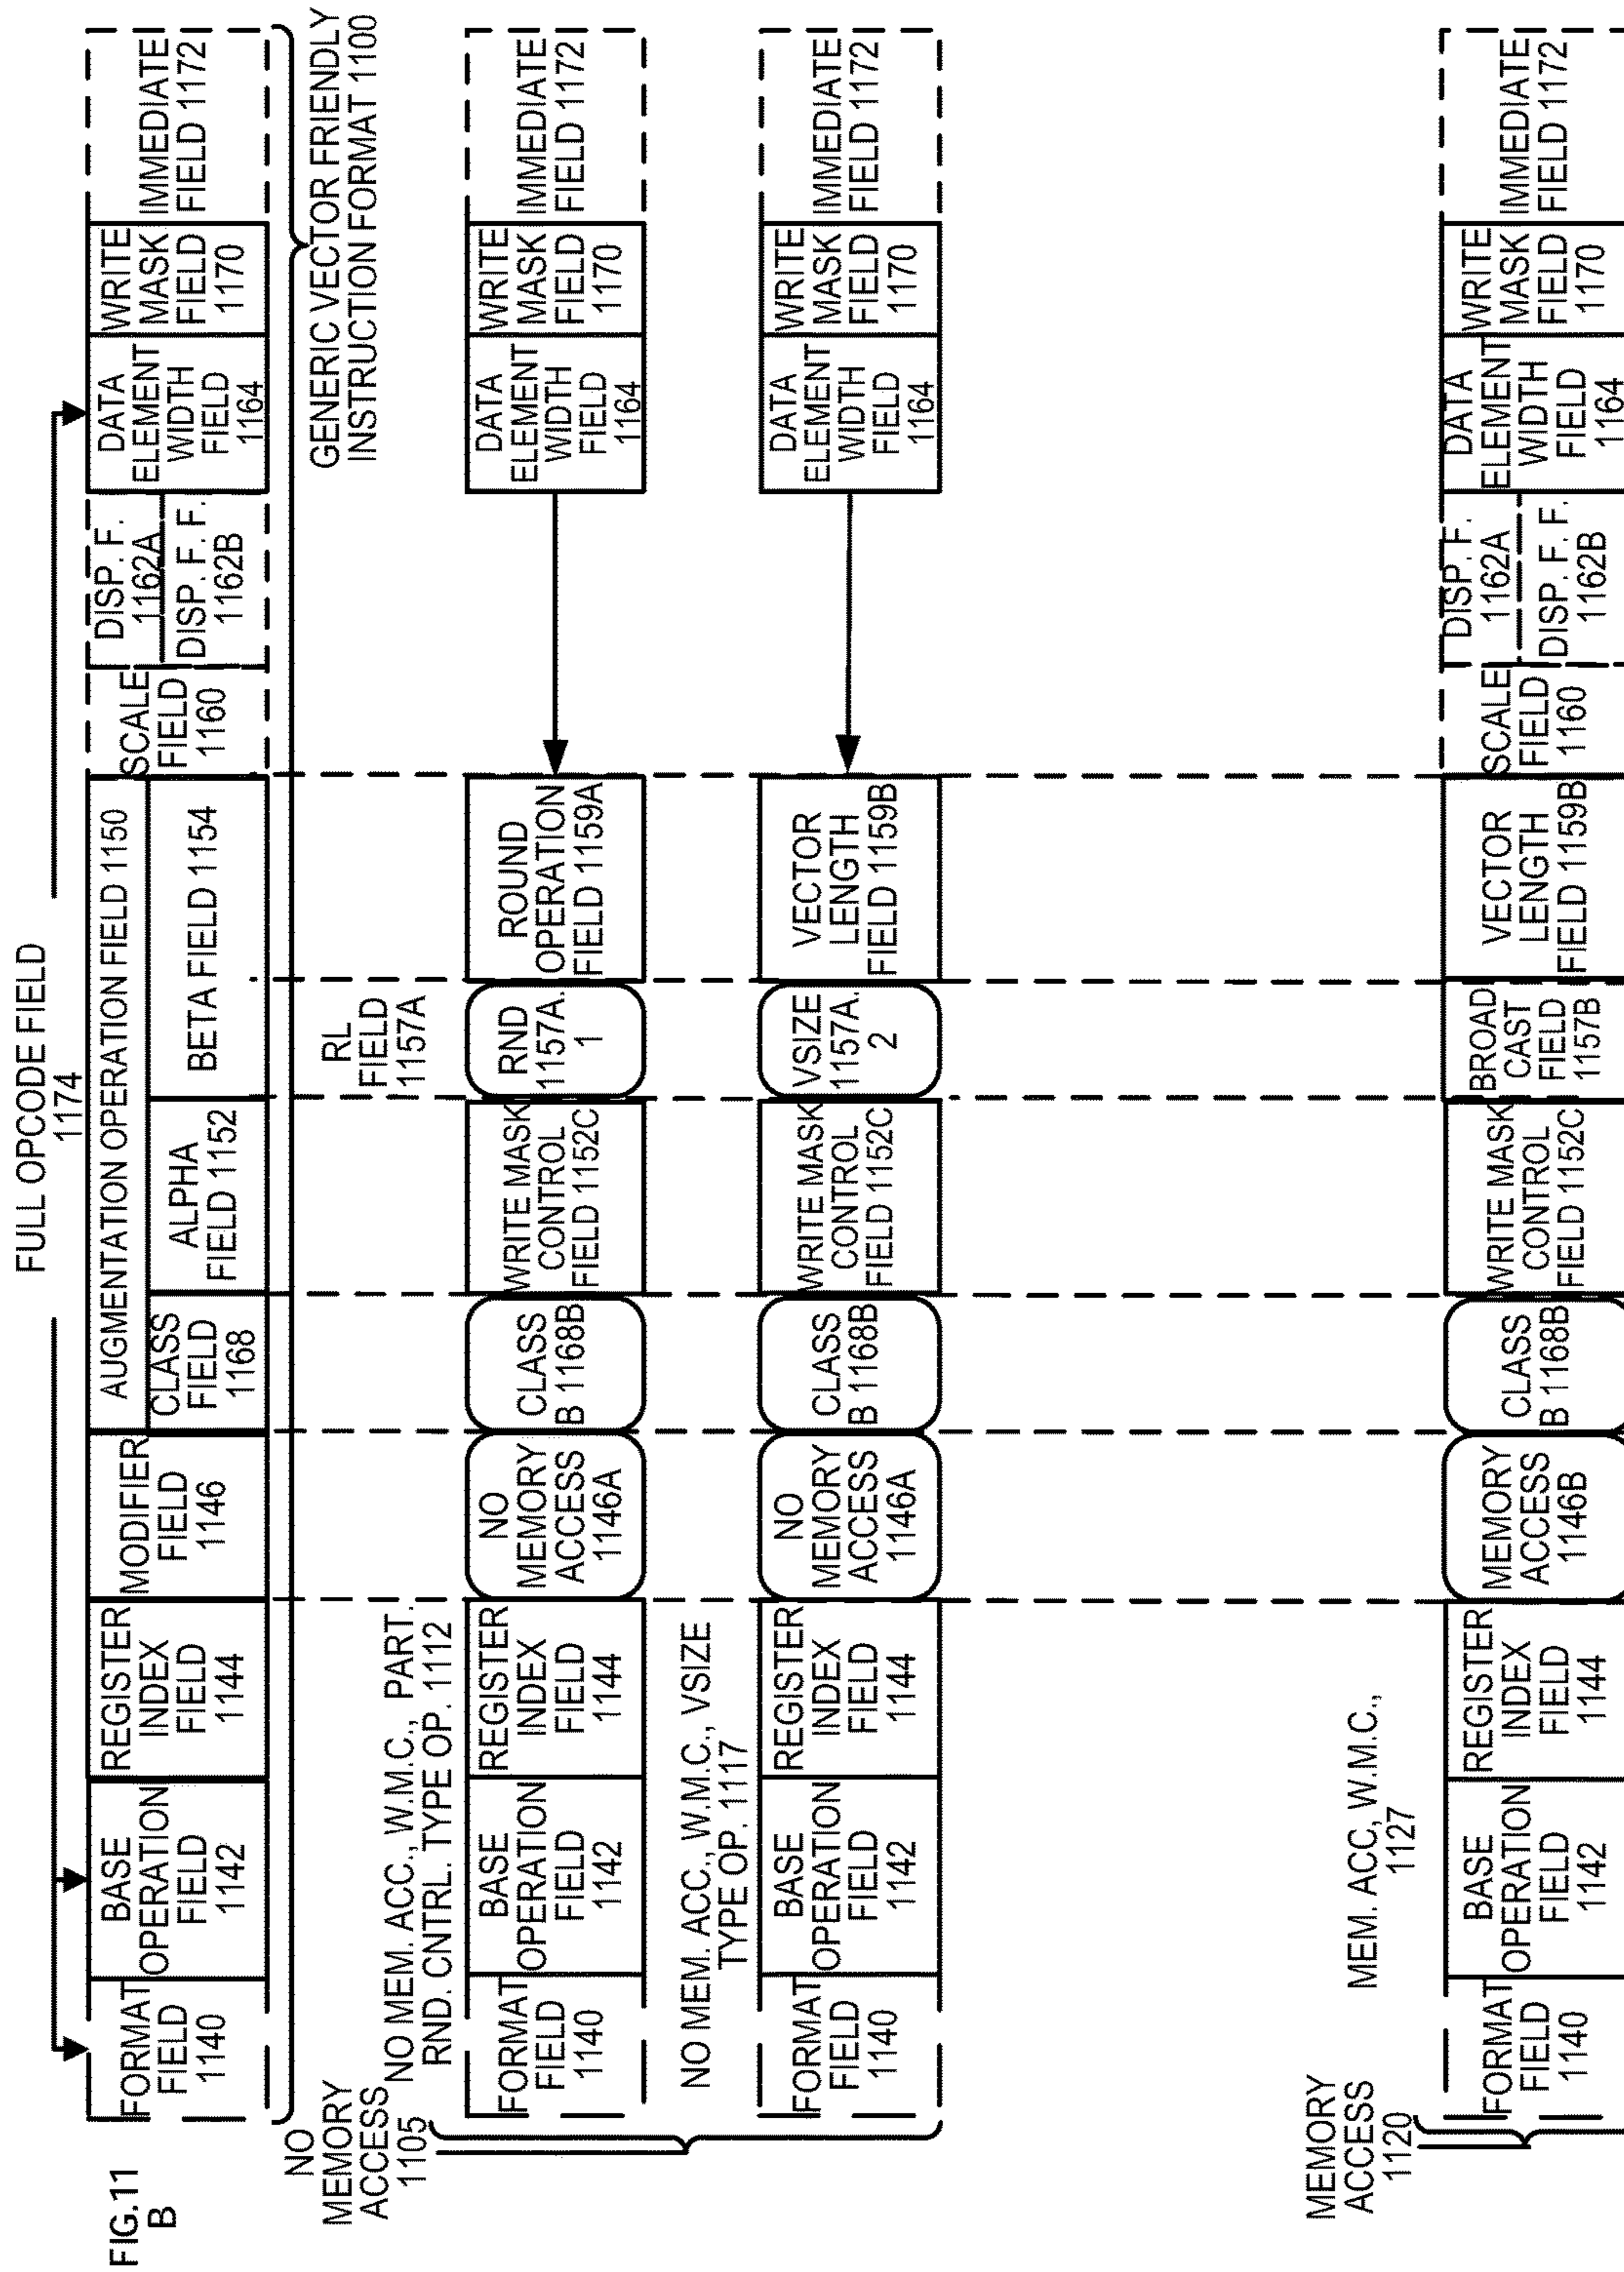 FIG.11
B
FULL OPCODE FIELD
1174
FORMAT
FIELD
1140
BASE
OPERATION
FIELD
1142
REGISTER
INDEX
FIELD
1144
MODIFIER
FIELD
1146
AUGMENTATION OPERATION FIELD 1150
CLASS
FIELD
1168
ALPHA
FIELD 1152
BETA FIELD 1154
SCALE
FIELD
1160
DISP. F.
1162A
DISP. F. F.
1162B
DATA
ELEMENT
WIDTH
FIELD
1164
WRITE
MASK
FIELD
1170
IMMEDIATE
FIELD 1172
GENERIC VECTOR FRIENDLY
INSTRUCTION FORMAT 1100
NO
MEMORY
ACCESS
1105
NO MEM. ACC., W.M.C., PART.
RND. CNTRL. TYPE OP. 1112
RL
FIELD
1157A
FORMAT
FIELD
1140
BASE
OPERATION
FIELD
1142
REGISTER
INDEX
FIELD
1144
NO
MEMORY
ACCESS
1146A
CLASS
B 1168B
WRITE MASK
CONTROL
FIELD 1152C
RND
1157A.
1
ROUND
OPERATION
FIELD 1159A
DATA
ELEMENT
WIDTH
FIELD
1164
WRITE
MASK
FIELD
1170
IMMEDIATE
FIELD 1172
NO MEM. ACC., W.M.C., VSIZE
TYPE OP. 1117
FORMAT
FIELD
1140
BASE
OPERATION
FIELD
1142
REGISTER
INDEX
FIELD
1144
NO
MEMORY
ACCESS
1146A
CLASS
B 1168B
WRITE MASK
CONTROL
FIELD 1152C
VSIZE
1157A.
2
VECTOR
LENGTH
FIELD 1159B
DATA
ELEMENT
WIDTH
FIELD
1164
WRITE
MASK
FIELD
1170
IMMEDIATE
FIELD 1172
MEMORY
ACCESS
1120
MEM. ACC, W.M.C.,
1127
FORMAT
FIELD
1140
BASE
OPERATION
FIELD
1142
REGISTER
INDEX
FIELD
1144
MEMORY
ACCESS
1146B
CLASS
B 1168B
WRITE MASK
CONTROL
FIELD 1152C
BROAD
CAST
FIELD
1157B
VECTOR
LENGTH
FIELD 1159B
SCALE
FIELD
1160
DISP. F.
1162A
DISP. F. F.
1162B
DATA
ELEMENT
WIDTH
FIELD
1164
WRITE
MASK
FIELD
1170
IMMEDIATE
FIELD 1172